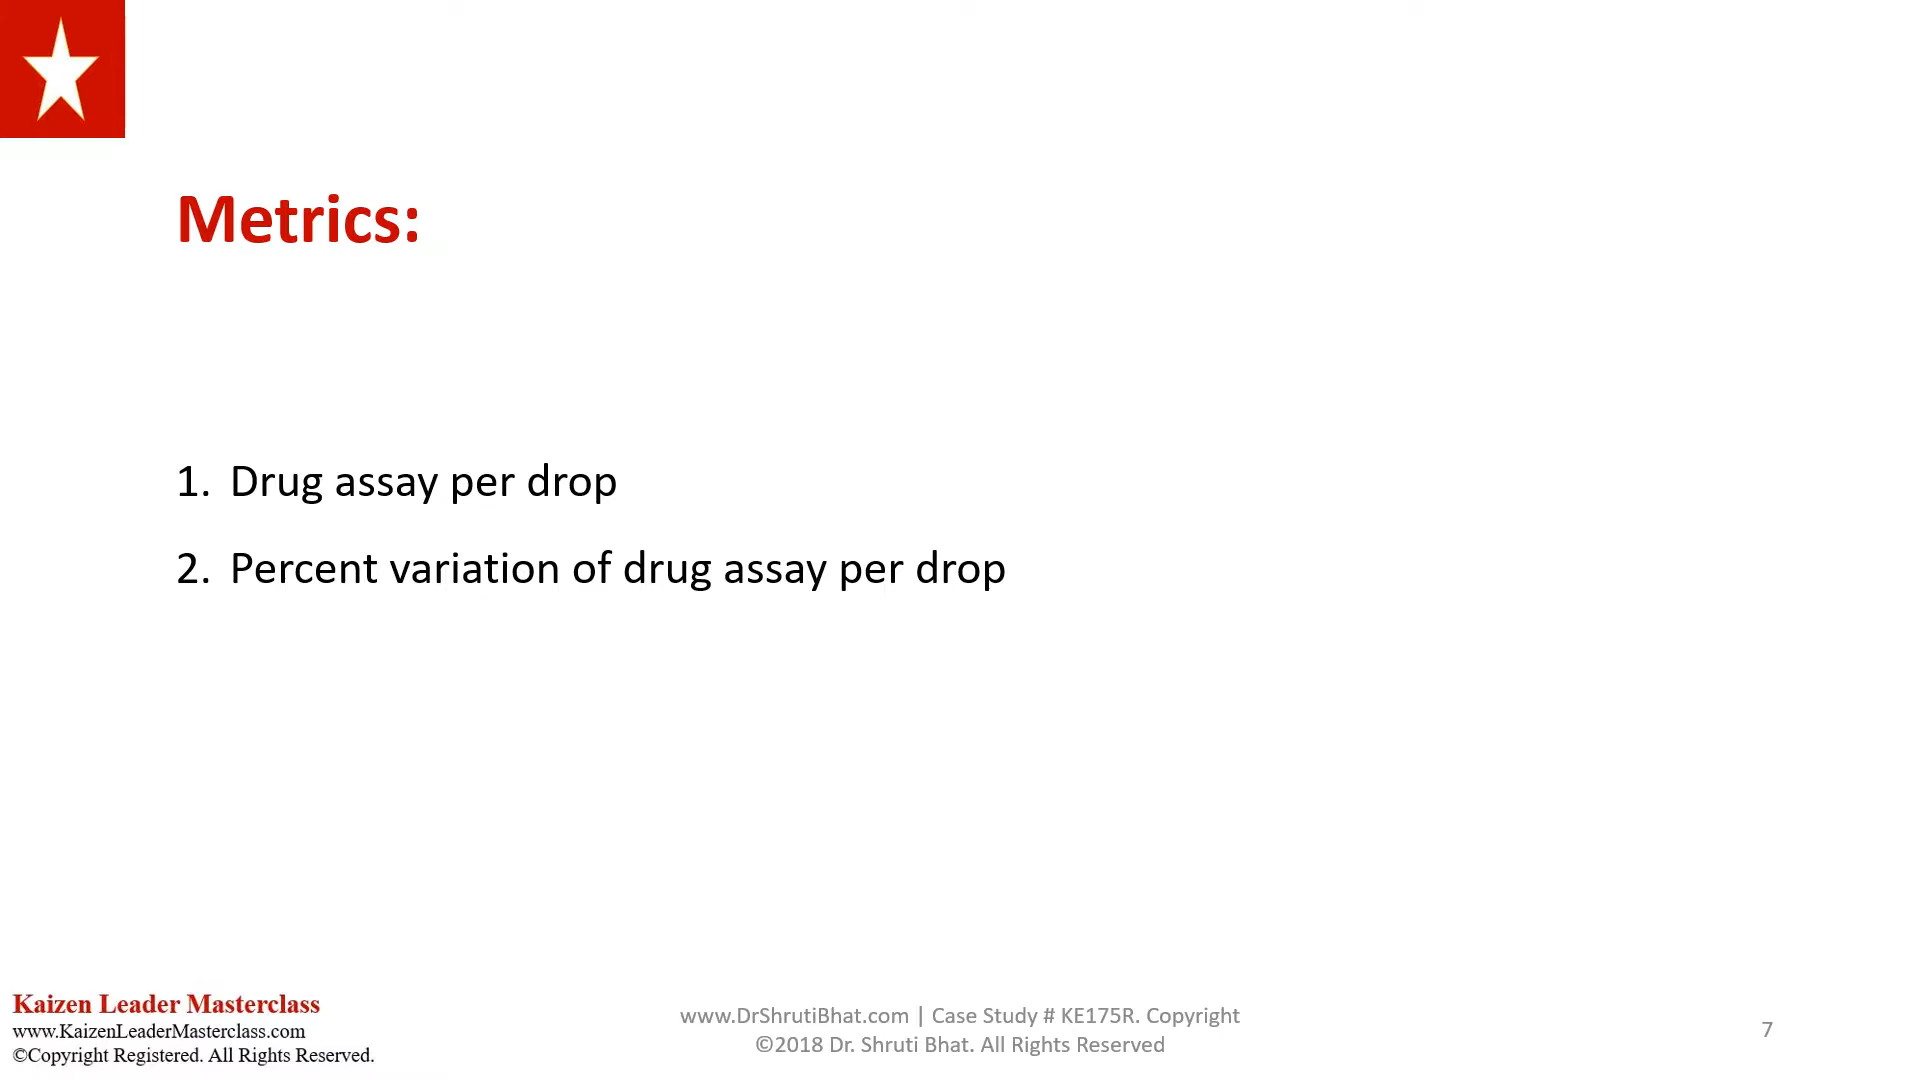 Metrics:
1. Drug assay per drop
2. Percent variation of drug assay per drop
Kaizen Leader Masterclass
www.KaizenLeaderMasterclass.com
©Copyright Registered. All Rights Reserved.
www.DrShrutiBhat.com | Case Study # KE175R. Copyright
©2018 Dr. Shruti Bhat. All Rights Reserved
7